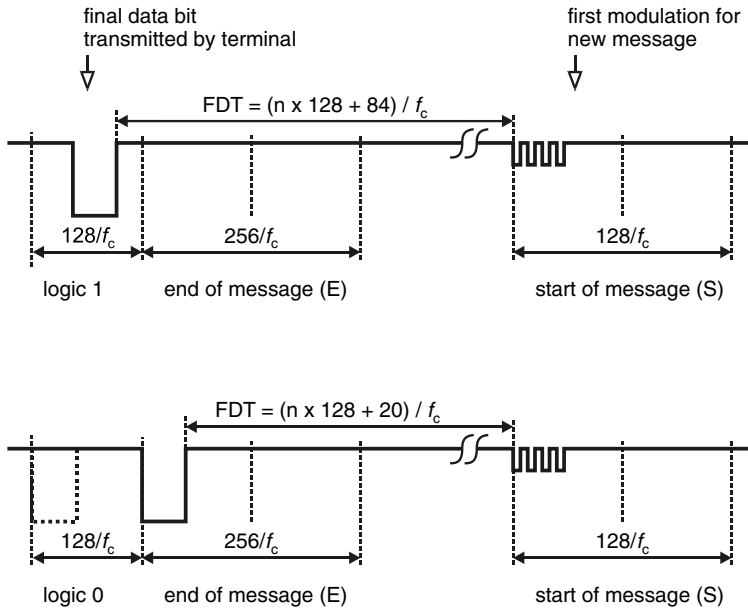 final data bit
transmitted by terminal
first modulation for
new message
FDT = (n x 128 + 84) / fc
128/fc
256/fc
128/fc
logic 1
end of message (E)
start of message (S)
FDT = (n x 128 + 20) / fc
128/fc
256/fc
128/fc
logic 0
end of message (E)
start of message (S)